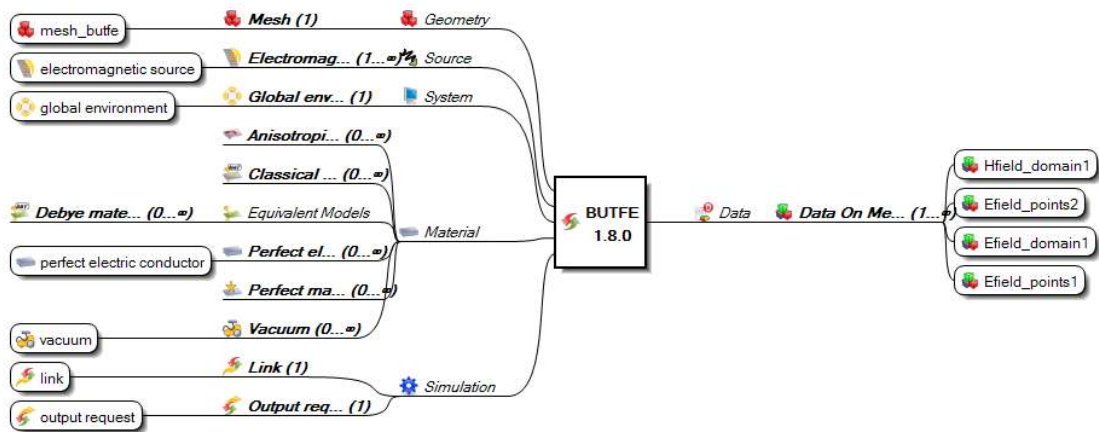 mesh_butfe Mesh (1) Geometry
electromagnetic source Electromag... (1...∞) Source
global environment Global env... (1) System
Anisotropi... (0...∞)
Classical ... (0...∞)
Debye mate... (0...∞) Equivalent Models
Material
perfect electric conductor Perfect el... (0...∞)
Perfect ma... (0...∞)
vacuum Vacuum (0...∞)
link Link (1)
Simulation
output request Output req... (1)
BUTFE
1.8.0
Data Data On Me... (1...∞)
Hfield_domain1
Efield_points2
Efield_domain1
Efield_points1